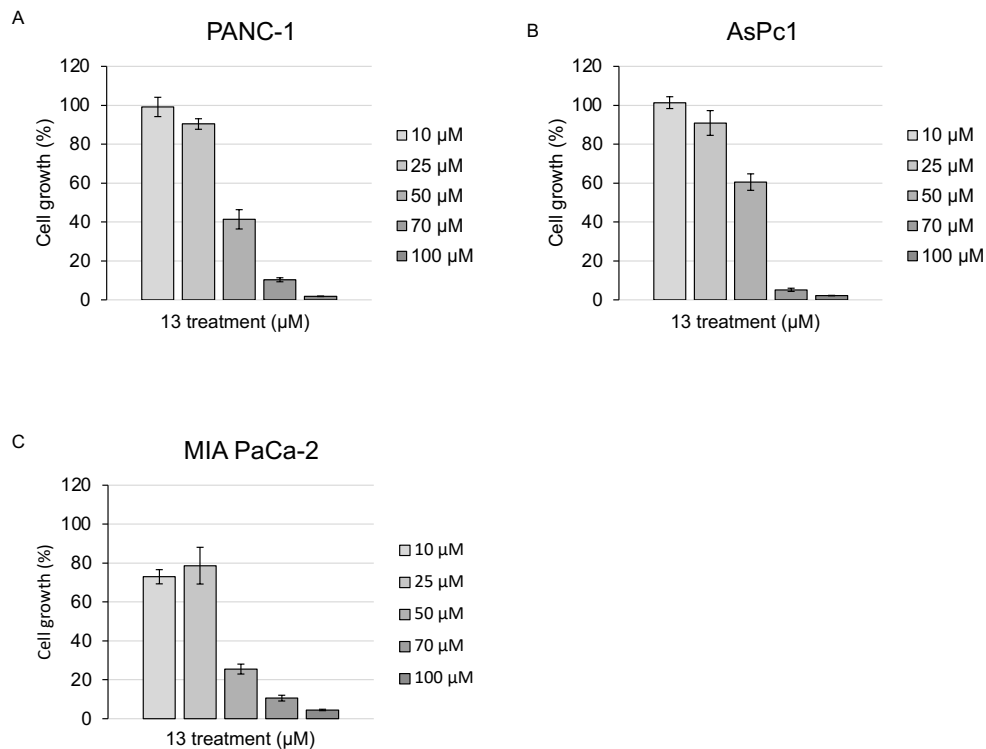 A
PANC-1
120
100
80
60
40
20
0
Cell growth (%)
13 treatment (µM)
10 µM
25 µM
50 µM
70 µM
100 µM
B
AsPc1
120
100
80
60
40
20
0
Cell growth (%)
13 treatment (µM)
10 µM
25 µM
50 µM
70 µM
100 µM
C
MIA PaCa-2
120
100
80
60
40
20
0
Cell growth (%)
13 treatment (µM)
10 µM
25 µM
50 µM
70 µM
100 µM